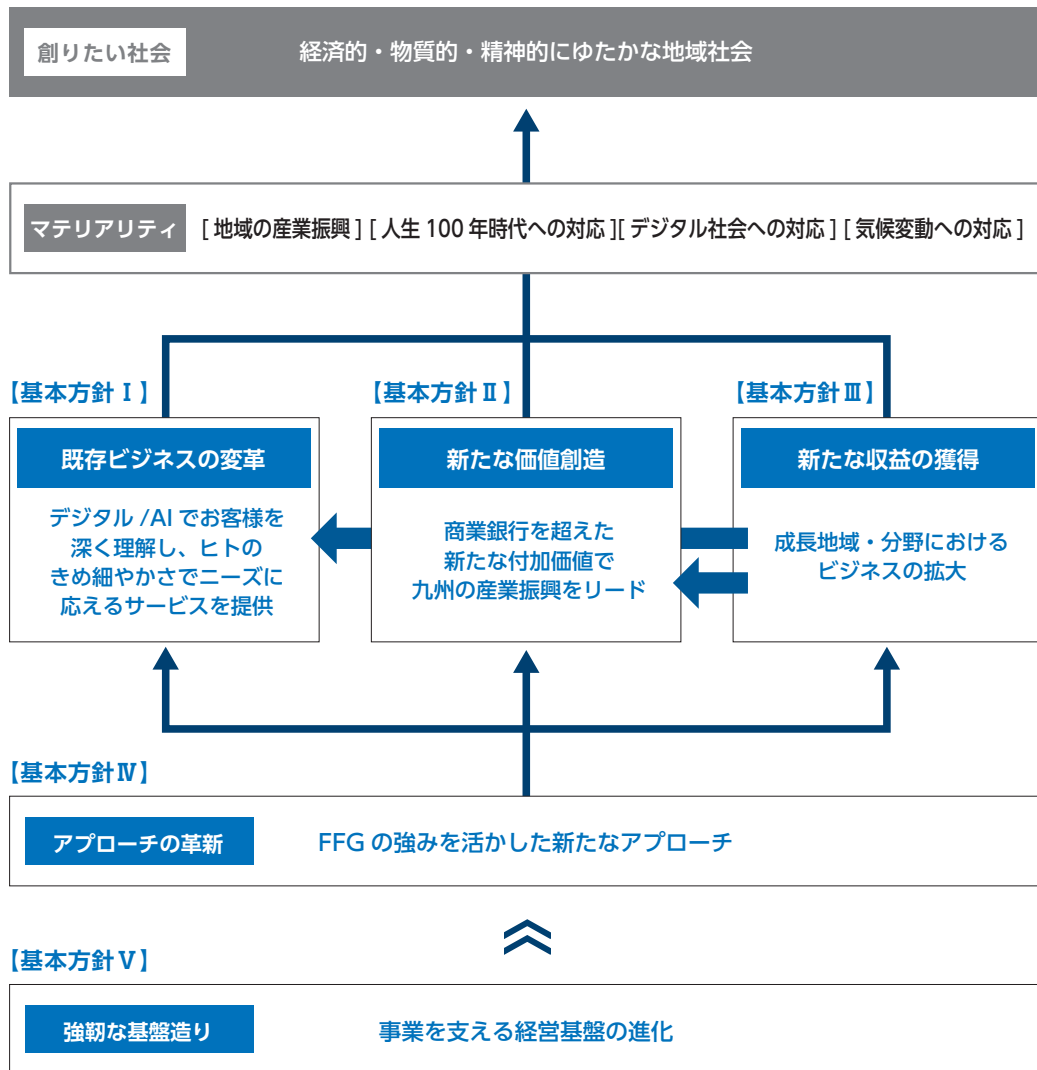 創りたい社会 経済的・物質的・精神的にゆたかな地域社会
マテリアリティ [ 地域の産業振興 ] [ 人生 100 年時代への対応 ][ デジタル社会への対応 ] [ 気候変動への対応 ]
【基本方針Ⅰ】
既存ビジネスの変革
デジタル /AI でお客様を
深く理解し、ヒトの
きめ細やかさでニーズに
応えるサービスを提供
【基本方針Ⅱ】
新たな価値創造
商業銀行を超えた
新たな付加価値で
九州の産業振興をリード
【基本方針Ⅲ】
新たな収益の獲得
成長地域・分野における
ビジネスの拡大
【基本方針Ⅳ】
アプローチの革新 FFG の強みを活かした新たなアプローチ
【基本方針Ⅴ】
強靭な基盤造り 事業を支える経営基盤の進化